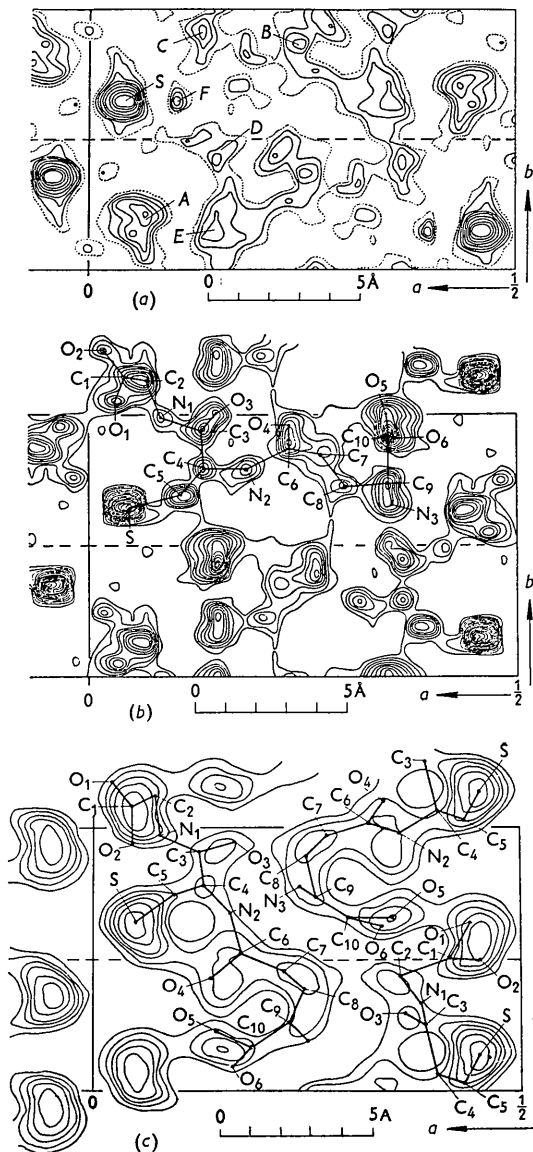 C
B
S
F
D
b
A
E
0
(a)
0
5Å
a
1/2
O2
C1
C2
N1
O3
O5
O1
C3
O4
C10
O6
C4
C7
C5
C6
C9
N2
C8
N3
S
b
0
(b)
0
5Å
a
1/2
C3
S
O1
O4
C1
C2
C7
C6
N1
O2
C3
O3
N2
C4
C5
C8
S
C5
C4
N3
C9
O5
N2
C10
O1
C6
O6
C2
C1
C7
O2
O4
N1
C8
O3
C3
O5
C9
C10
S
O6
C4
C5
0
(c)
0
5A
a
1/2